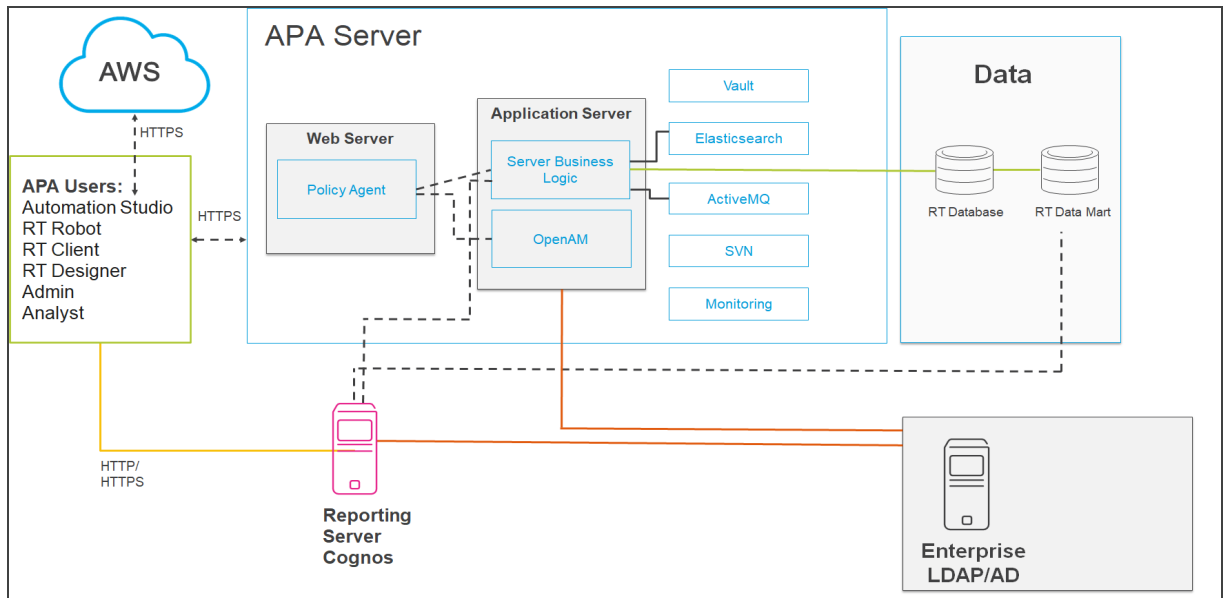 APA Server
AWS
HTTPS
APA Users:
Automation Studio
RT Robot
RT Client
RT Designer
Admin
Analyst
HTTPS
Web Server
Policy Agent
Application Server
Server Business
Logic
OpenAM
Vault
Elasticsearch
ActiveMQ
SVN
Monitoring
Data
RT Database
RT Data Mart
HTTP/
HTTPS
Reporting
Server
Cognos
Enterprise
LDAP/AD